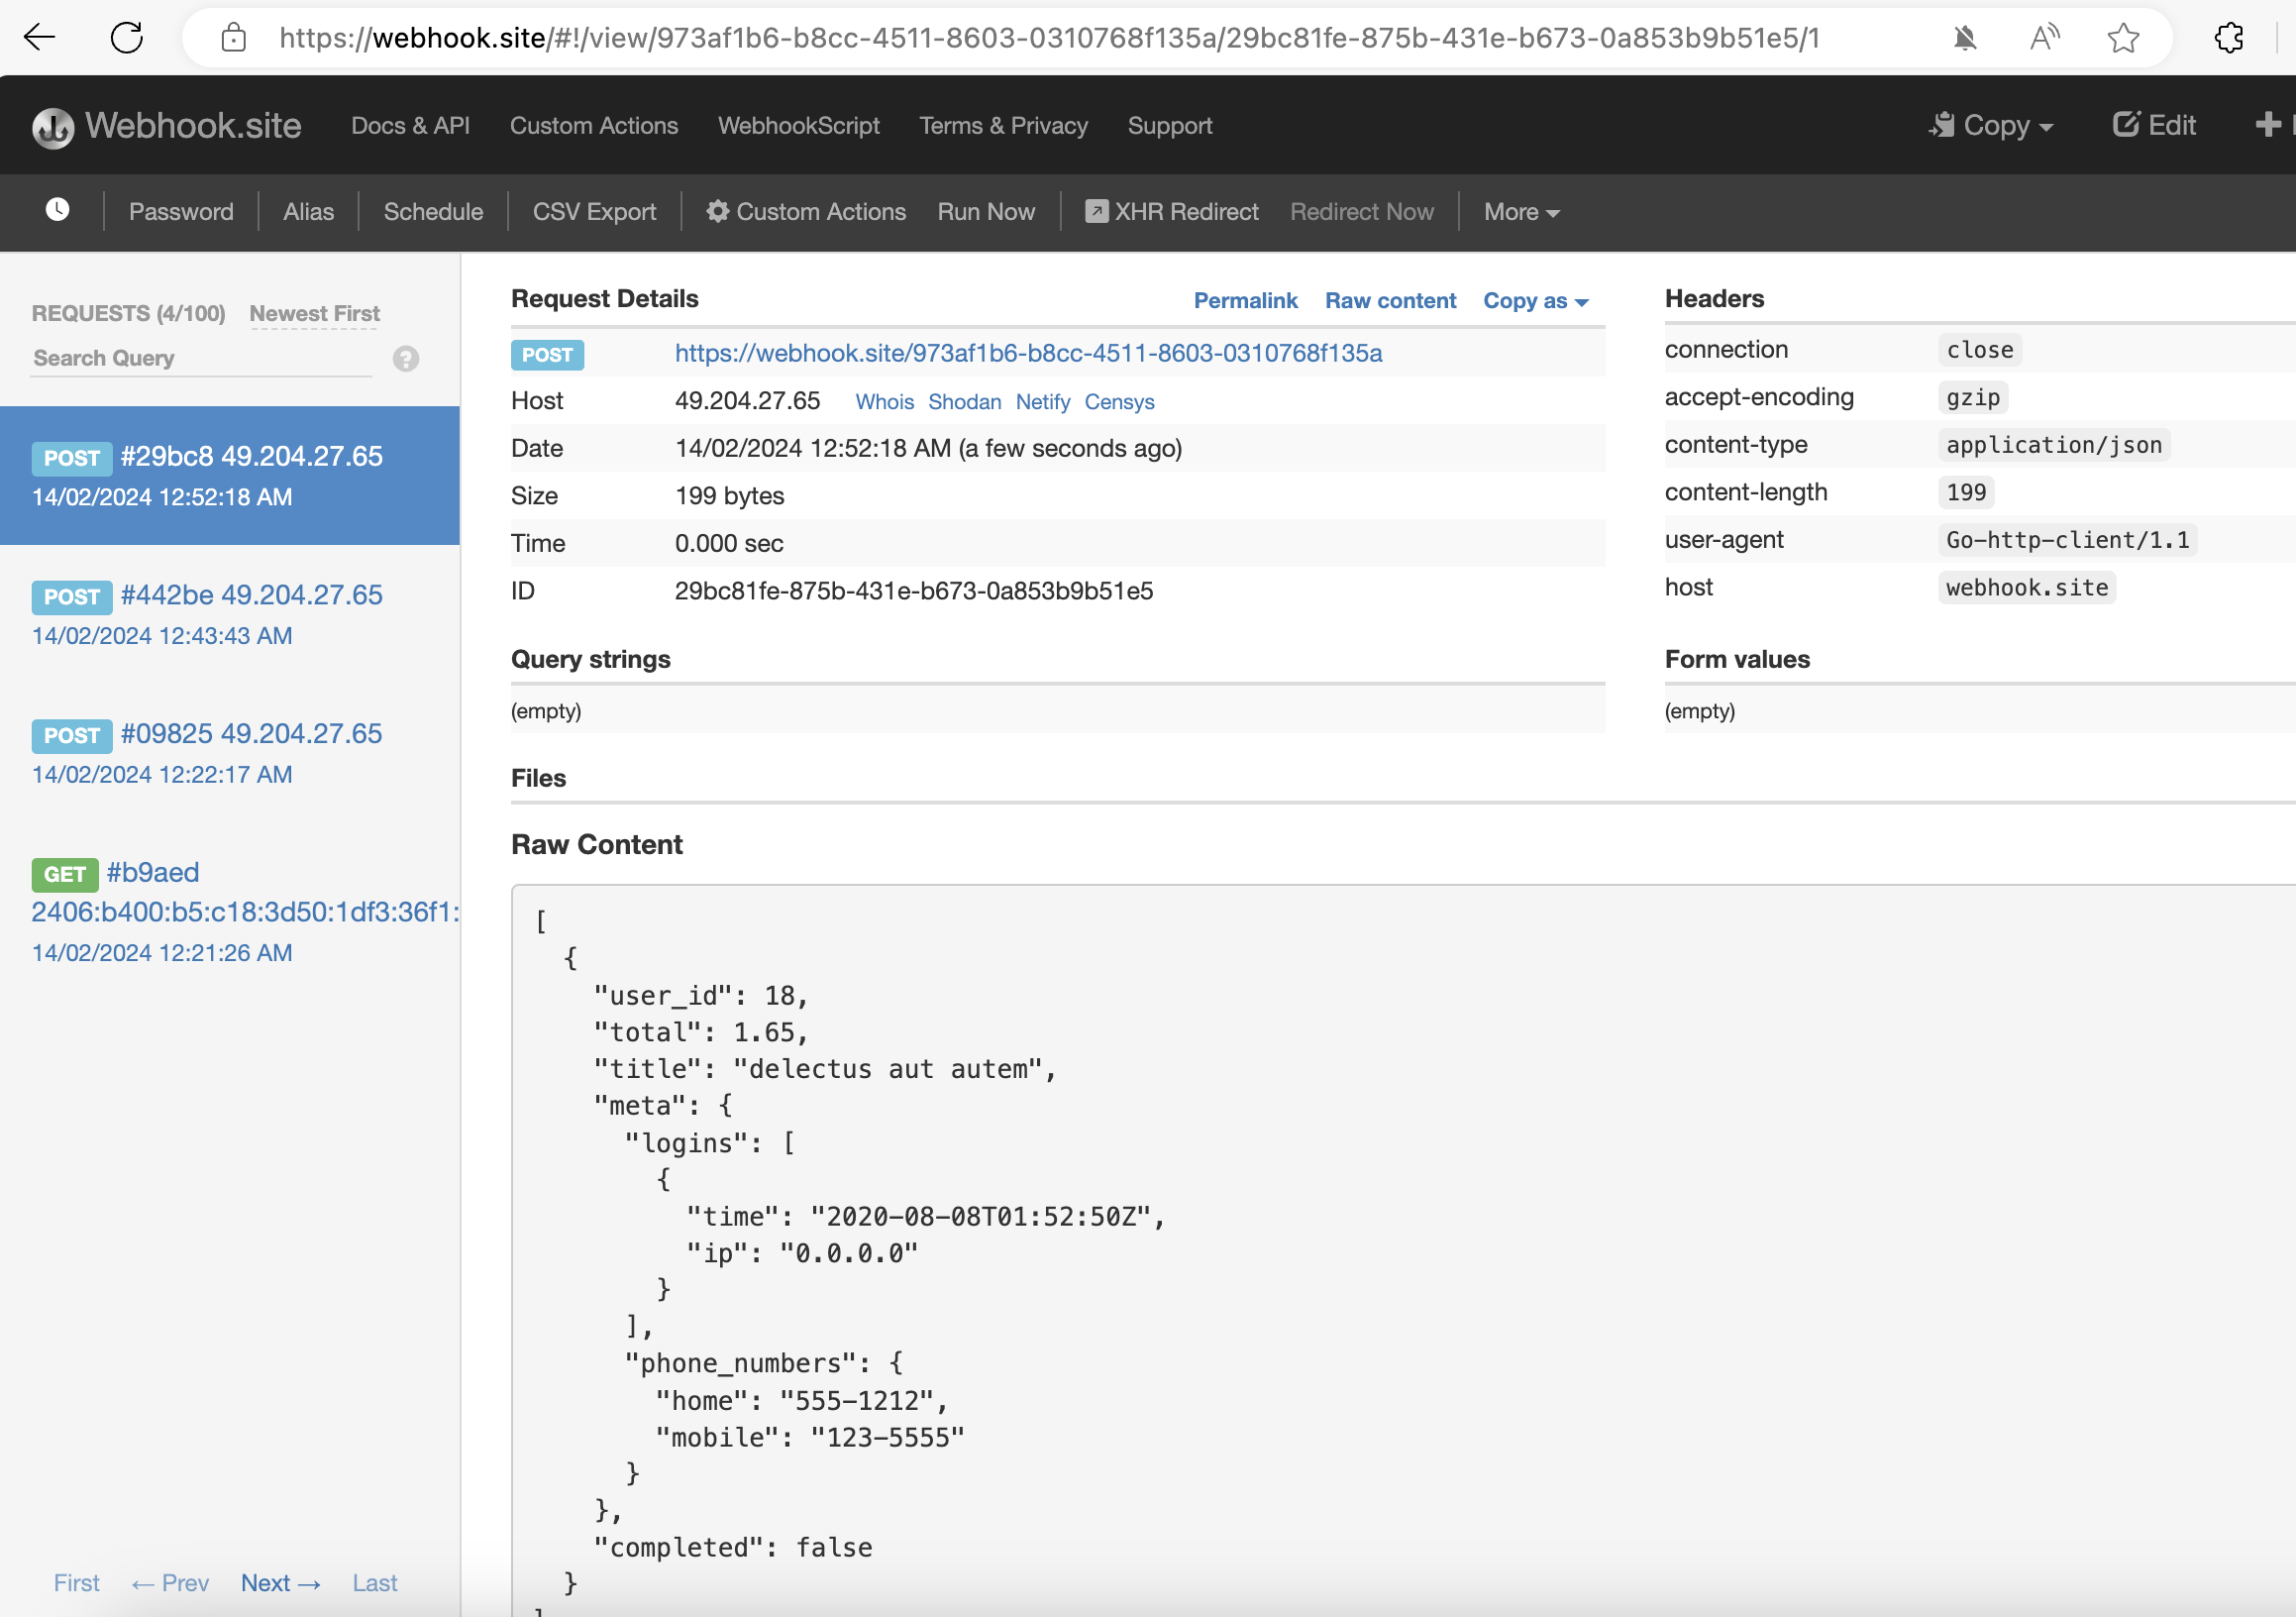 https://webhook.site/#!/view/973af1b6-b8cc-4511-8603-0310768f135a/29bc81fe-875b-431e-b673-0a853b9b51e5/1
Webhook.site Docs & API Custom Actions WebhookScript Terms & Privacy Support Copy Edit
Password Alias Schedule CSV Export Custom Actions Run Now XHR Redirect Redirect Now More
REQUESTS (4/100) Newest First
Search Query
POST #29bc8 49.204.27.65
14/02/2024 12:52:18 AM
POST #442be 49.204.27.65
14/02/2024 12:43:43 AM
POST #09825 49.204.27.65
14/02/2024 12:22:17 AM
GET #b9aed
2406:b400:b5:c18:3d50:1df3:36f1:
14/02/2024 12:21:26 AM
First ← Prev Next → Last
Request Details Permalink Raw content Copy as
POST https://webhook.site/973af1b6-b8cc-4511-8603-0310768f135a
Host 49.204.27.65 Whois Shodan Netify Censys
Date 14/02/2024 12:52:18 AM (a few seconds ago)
Size 199 bytes
Time 0.000 sec
ID 29bc81fe-875b-431e-b673-0a853b9b51e5
Headers
connection close
accept-encoding gzip
content-type application/json
content-length 199
user-agent Go-http-client/1.1
host webhook.site
Query strings
(empty)
Form values
(empty)
Files
Raw Content
[
{
"user_id": 18,
"total": 1.65,
"title": "delectus aut autem",
"meta": {
"logins": [
{
"time": "2020-08-08T01:52:50Z",
"ip": "0.0.0.0"
}
],
"phone_numbers": {
"home": "555-1212",
"mobile": "123-5555"
}
},
"completed": false
}